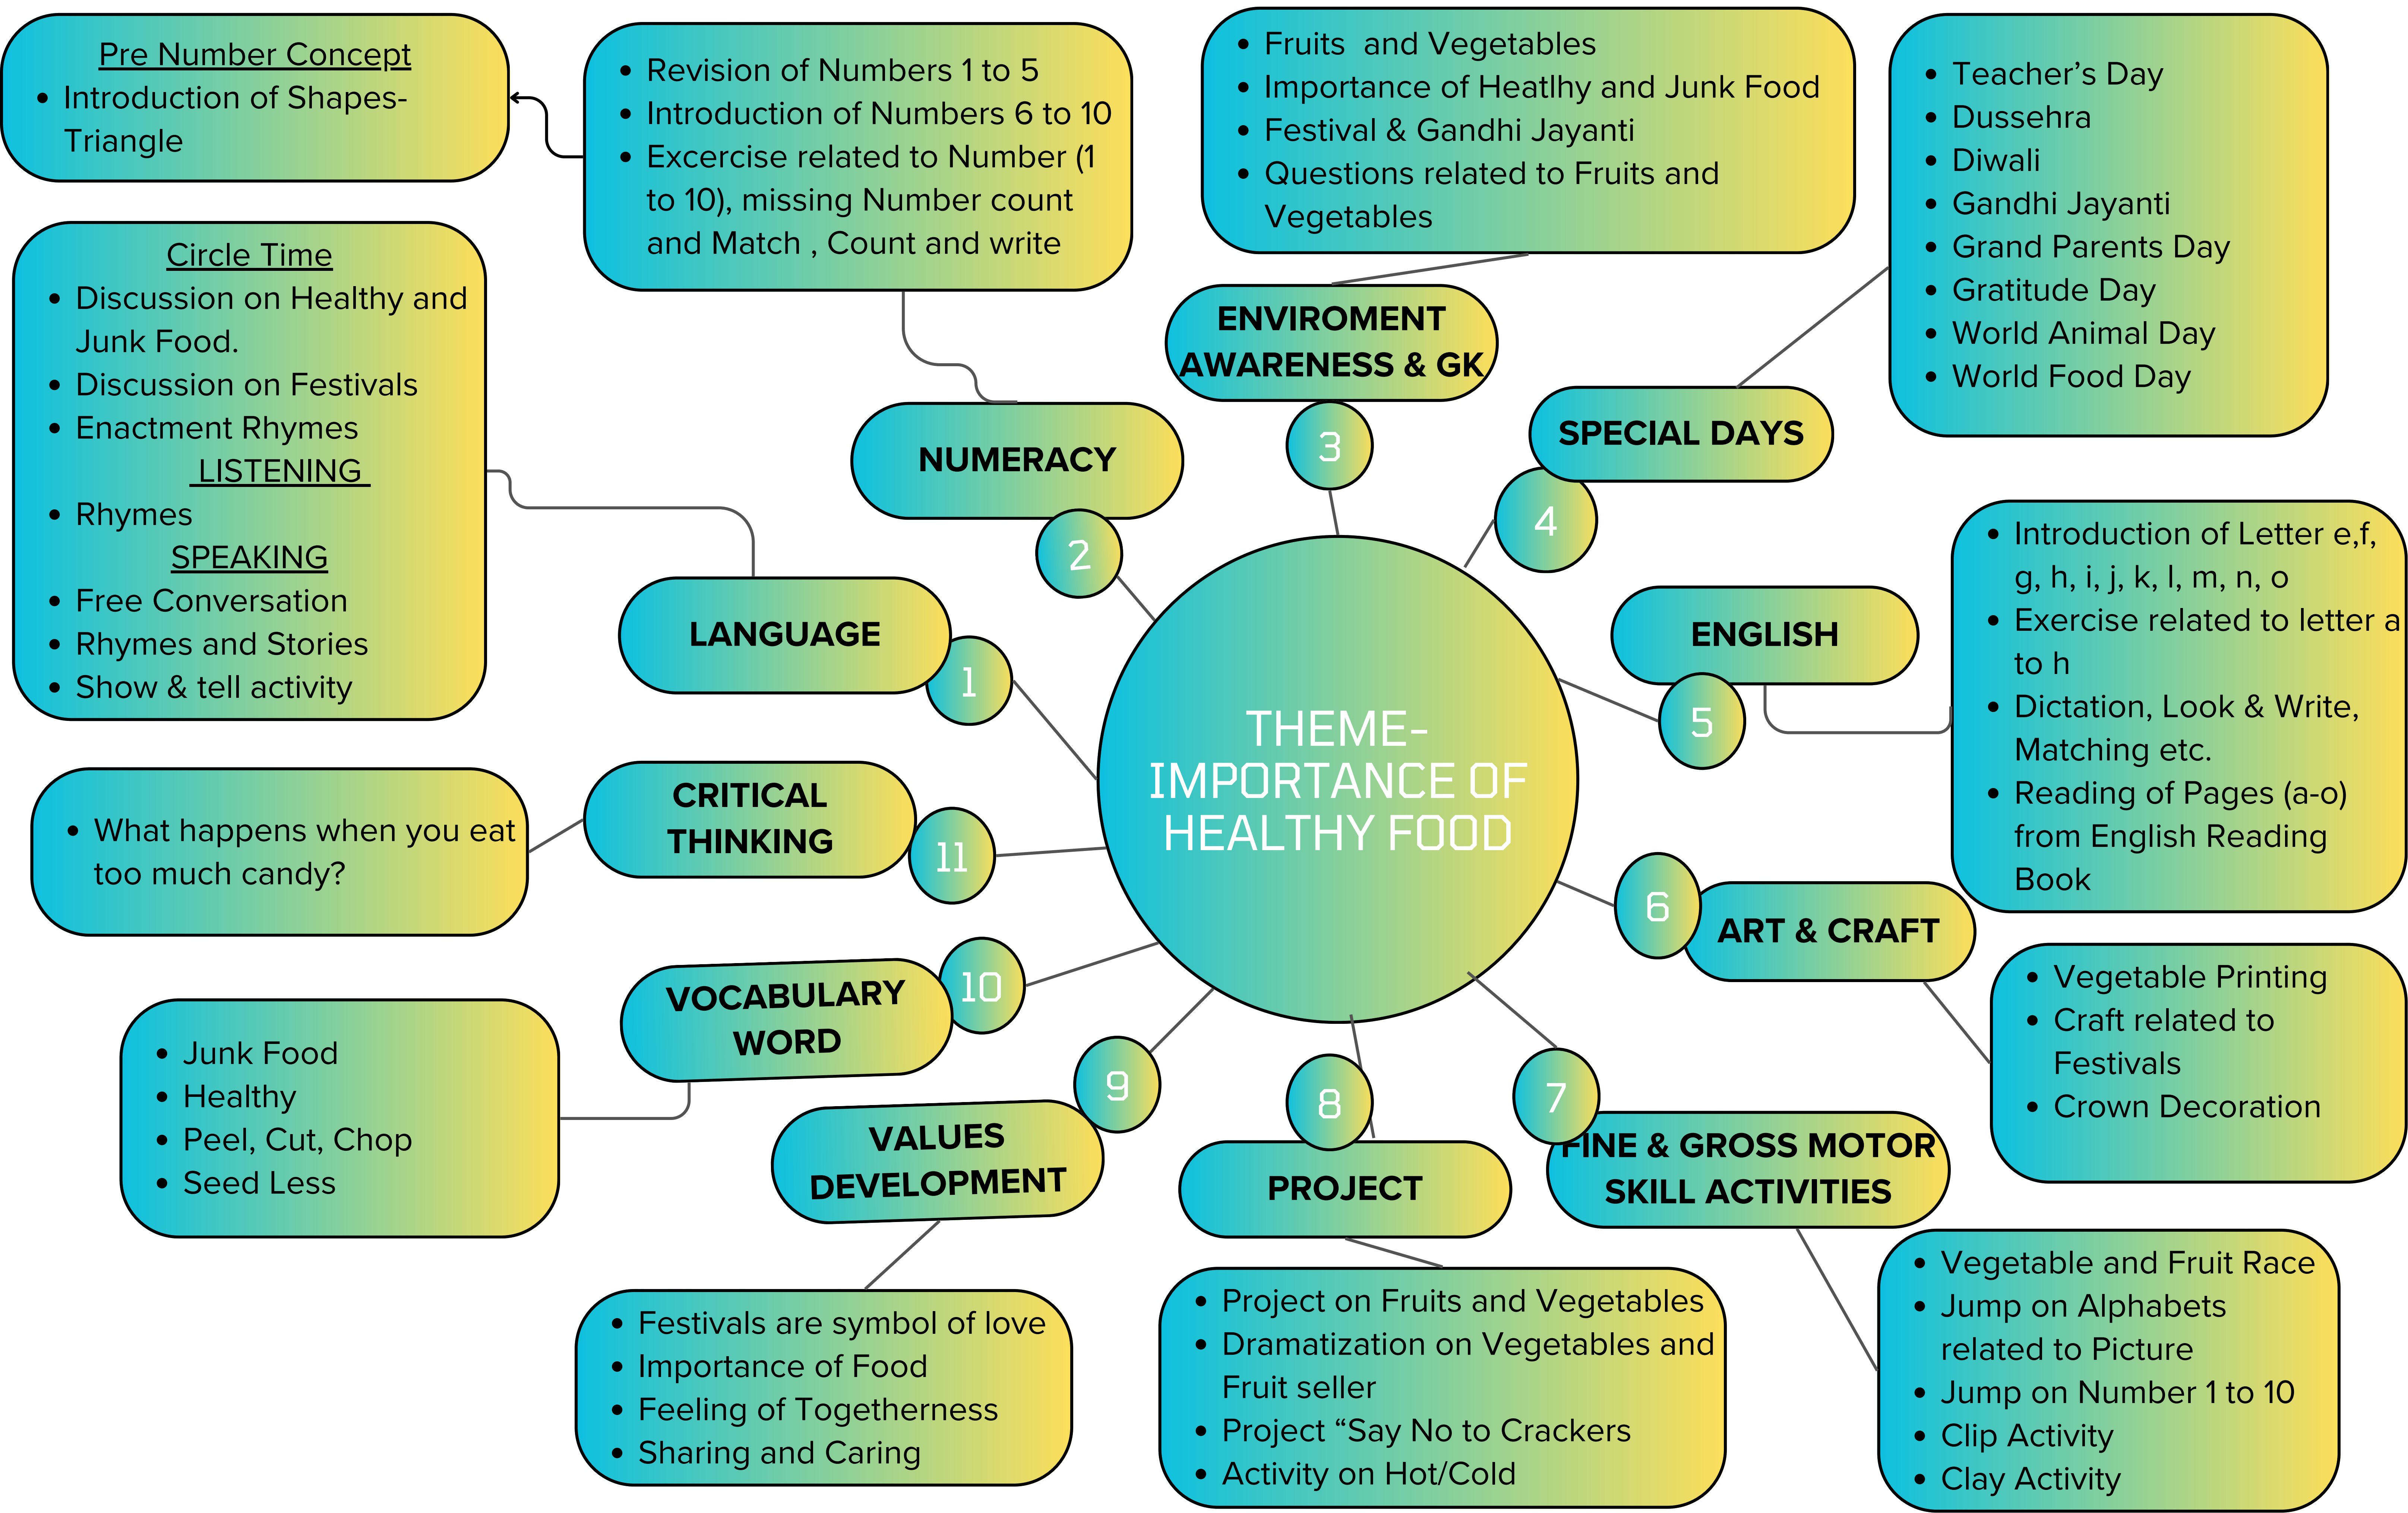 THEME-
IMPORTANCE OF
HEALTHY FOOD
1
LANGUAGE
Circle Time
• Discussion on Healthy and
Junk Food.
• Discussion on Festivals
• Enactment Rhymes
LISTENING
• Rhymes
SPEAKING
• Free Conversation
• Rhymes and Stories
• Show & tell activity
2
NUMERACY
• Revision of Numbers 1 to 5
• Introduction of Numbers 6 to 10
• Excercise related to Number (1
to 10), missing Number count
and Match , Count and write
Pre Number Concept
• Introduction of Shapes-
Triangle
3
ENVIROMENT
AWARENESS & GK
• Fruits and Vegetables
• Importance of Heatlhy and Junk Food
• Festival & Gandhi Jayanti
• Questions related to Fruits and
Vegetables
4
SPECIAL DAYS
• Teacher’s Day
• Dussehra
• Diwali
• Gandhi Jayanti
• Grand Parents Day
• Gratitude Day
• World Animal Day
• World Food Day
5
ENGLISH
• Introduction of Letter e,f,
g, h, i, j, k, l, m, n, o
• Exercise related to letter a
to h
• Dictation, Look & Write,
Matching etc.
• Reading of Pages (a-o)
from English Reading
Book
6
ART & CRAFT
• Vegetable Printing
• Craft related to
Festivals
• Crown Decoration
7
FINE & GROSS MOTOR
SKILL ACTIVITIES
• Vegetable and Fruit Race
• Jump on Alphabets
related to Picture
• Jump on Number 1 to 10
• Clip Activity
• Clay Activity
8
PROJECT
• Project on Fruits and Vegetables
• Dramatization on Vegetables and
Fruit seller
• Project “Say No to Crackers
• Activity on Hot/Cold
9
VALUES
DEVELOPMENT
• Festivals are symbol of love
• Importance of Food
• Feeling of Togetherness
• Sharing and Caring
10
VOCABULARY
WORD
• Junk Food
• Healthy
• Peel, Cut, Chop
• Seed Less
11
CRITICAL
THINKING
• What happens when you eat
too much candy?